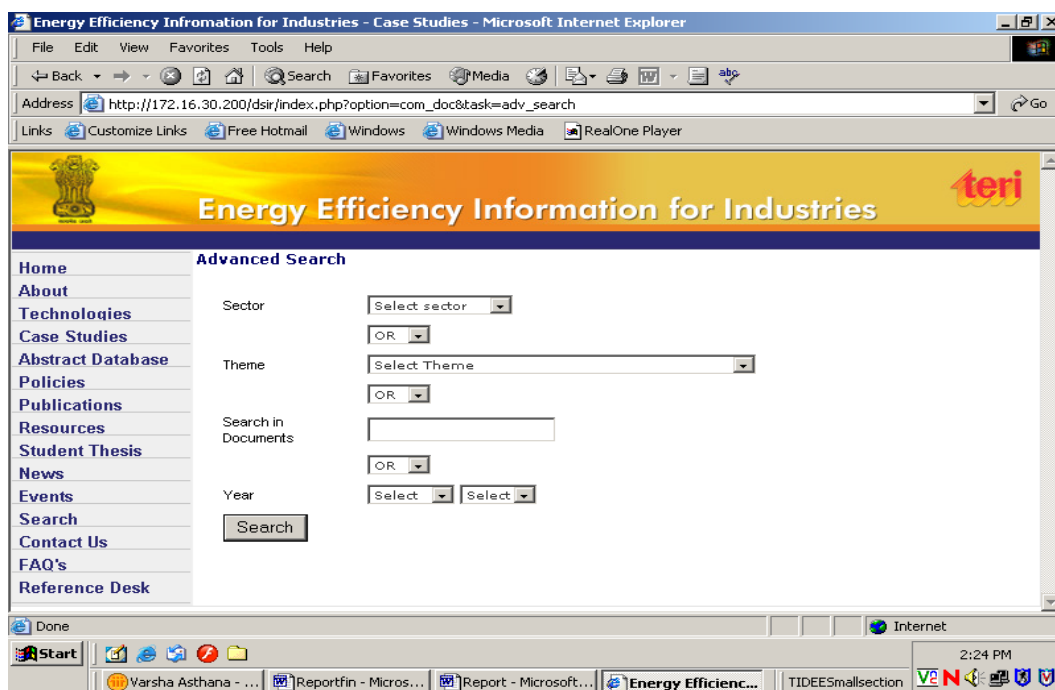 Energy Efficiency Infromation for Industries - Case Studies - Microsoft Internet Explorer
File Edit View Favorites Tools Help
Back Search Favorites Media
Address http://172.16.30.200/dsir/index.php?option=com_doc&task=adv_search Go
Links Customize Links Free Hotmail Windows Windows Media RealOne Player
teri
Energy Efficiency Information for Industries
Home
About
Technologies
Case Studies
Abstract Database
Policies
Publications
Resources
Student Thesis
News
Events
Search
Contact Us
FAQ's
Reference Desk
Advanced Search
Sector Select sector
OR
Theme Select Theme
OR
Search in
Documents
OR
Year Select Select
Search
Done Internet
Start 2:24 PM
Varsha Asthana - ... Reportfin - Micros... Report - Microsoft... Energy Efficienc... TIDEESmallsection